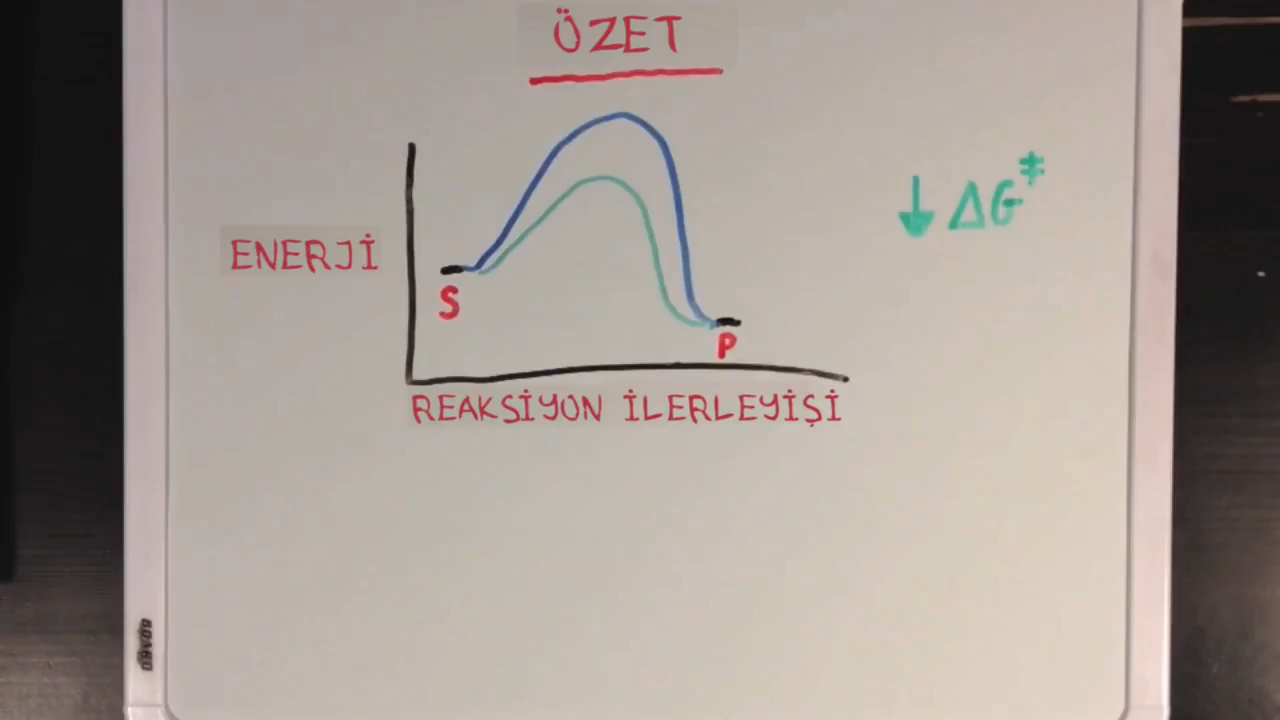 ÖZET
ENERJİ
↓ ΔG‡
S
P
REAKSİYON İLERLEYİŞİ